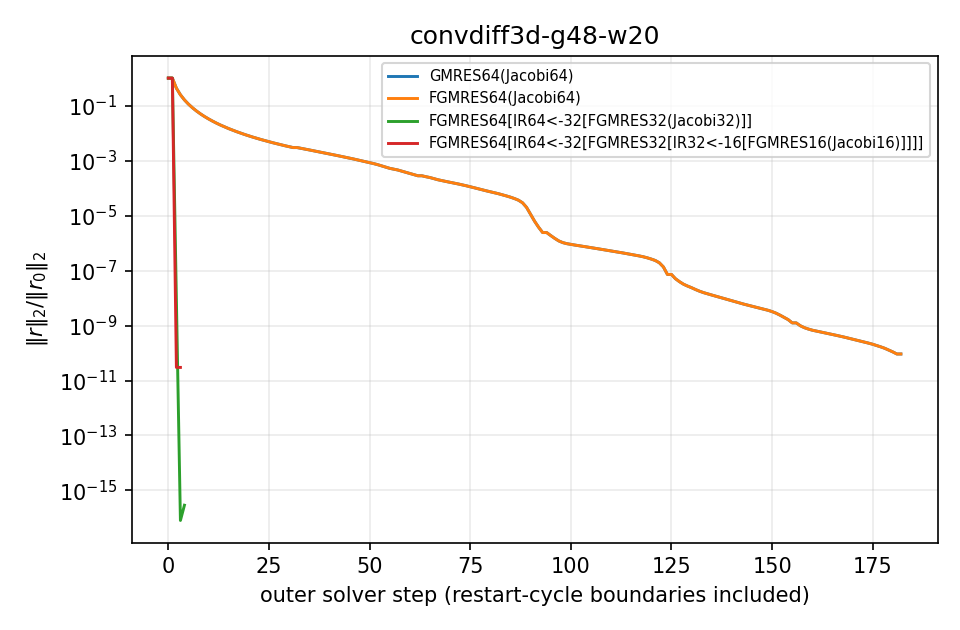 convdiff3d-g48-w20
GMRES64(Jacobi64)
FGMRES64(Jacobi64)
FGMRES64[IR64<-32[FGMRES32(Jacobi32)]]
FGMRES64[IR64<-32[FGMRES32[IR32<-16[FGMRES16(Jacobi16)]]]]
10⁻¹
10⁻³
10⁻⁵
10⁻⁷
10⁻⁹
10⁻¹¹
10⁻¹³
10⁻¹⁵
‖r‖₂/‖r₀‖₂
0 25 50 75 100 125 150 175
outer solver step (restart-cycle boundaries included)